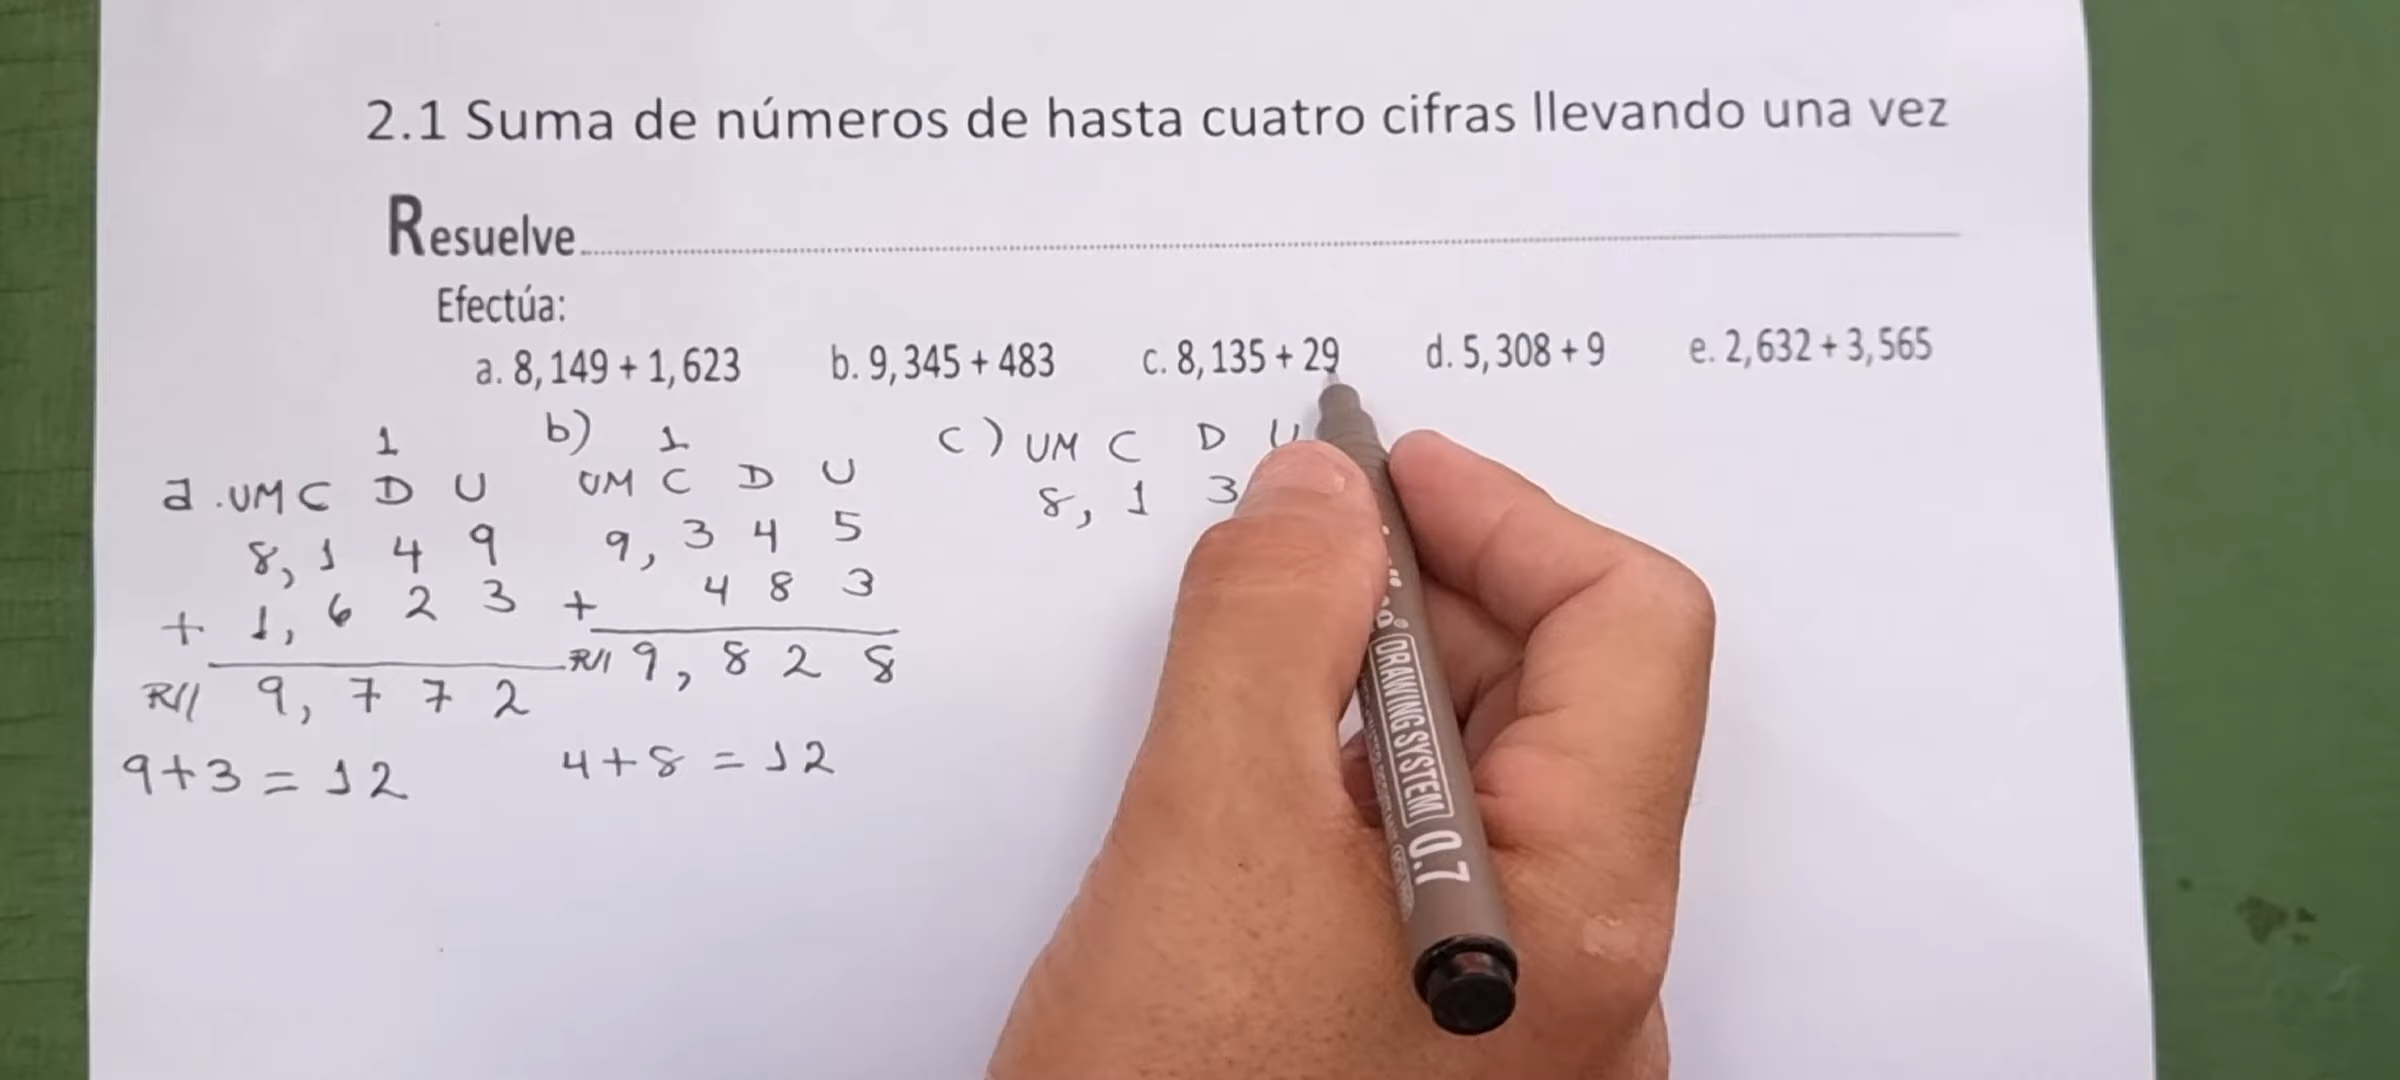 2.1 Suma de números de hasta cuatro cifras llevando una vez
Resuelve
Efectúa:
a. 8,149 + 1,623 b. 9,345 + 483 c. 8,135 + 29 d. 5,308 + 9 e. 2,632 + 3,565
1
a. UM C D U
8, 1 4 9
+ 1, 6 2 3
R// 9, 7 7 2
9+3 = 12
b) 1
UM C D U
9, 3 4 5
+ 4 8 3
R// 9, 8 2 8
4+8 = 12
c) UM C D U
8, 1 3
DRAWING SYSTEM 0.7